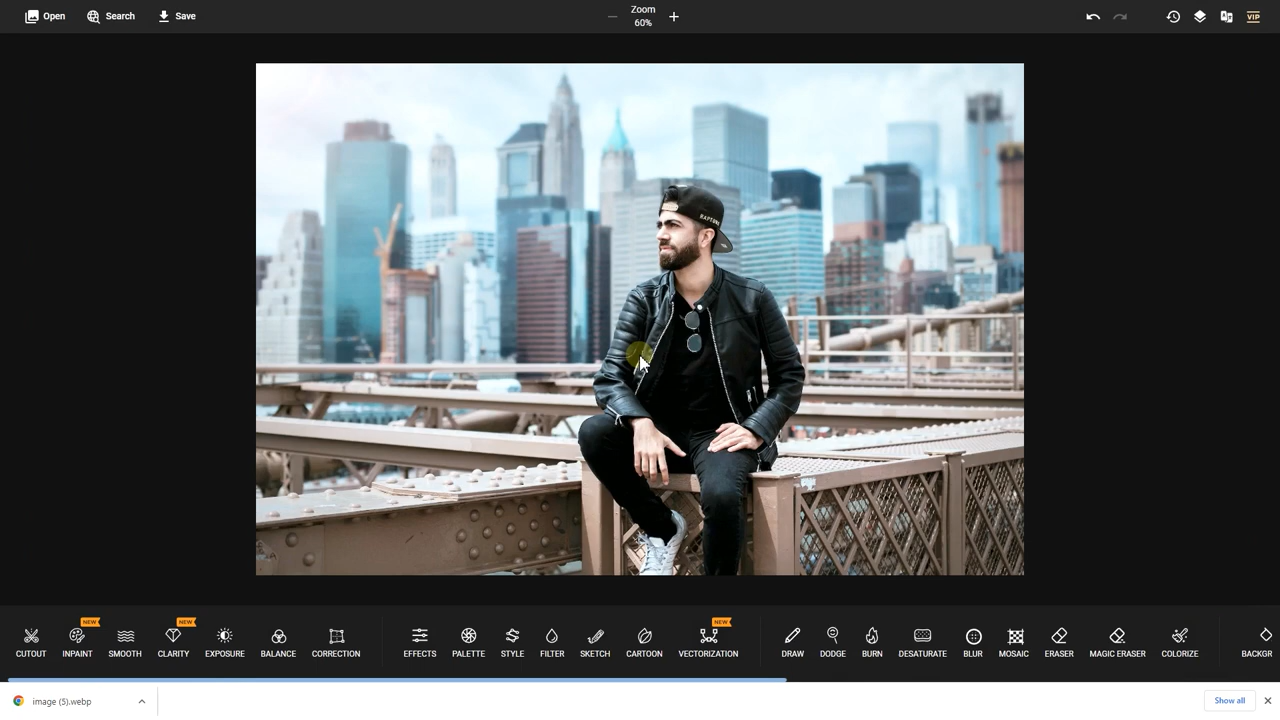 Open
Search
Save
Zoom
60%
VIP
RAPTURE
NEW
NEW
NEW
CUTOUT
INPAINT
SMOOTH
CLARITY
EXPOSURE
BALANCE
CORRECTION
EFFECTS
PALETTE
STYLE
FILTER
SKETCH
CARTOON
VECTORIZATION
DRAW
DODGE
BURN
DESATURATE
BLUR
MOSAIC
ERASER
MAGIC ERASER
COLORIZE
BACKGR
image (5).webp
Show all